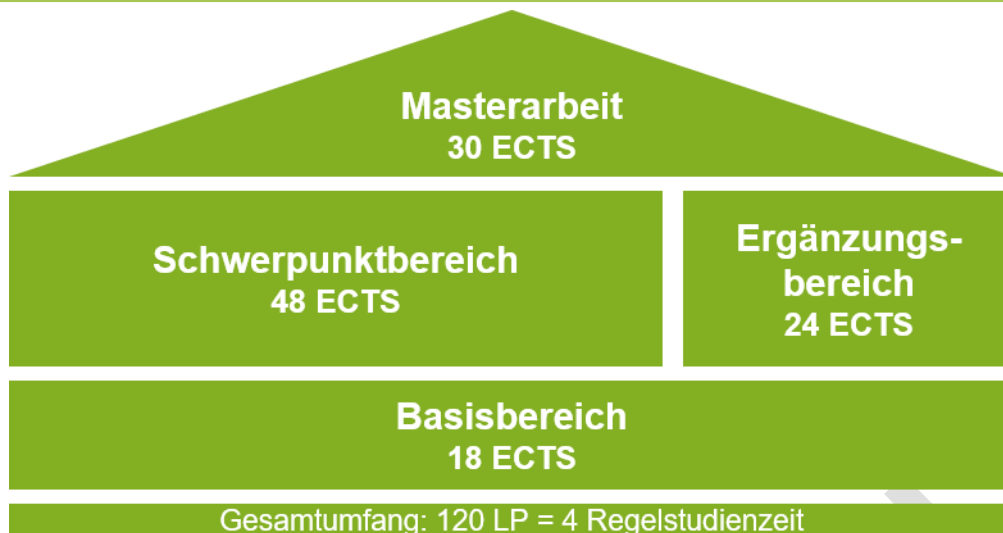 Masterarbeit
30 ECTS
Schwerpunktbereich
48 ECTS
Ergänzungs-
bereich
24 ECTS
Basisbereich
18 ECTS
Gesamtumfang: 120 LP = 4 Regelstudienzeit